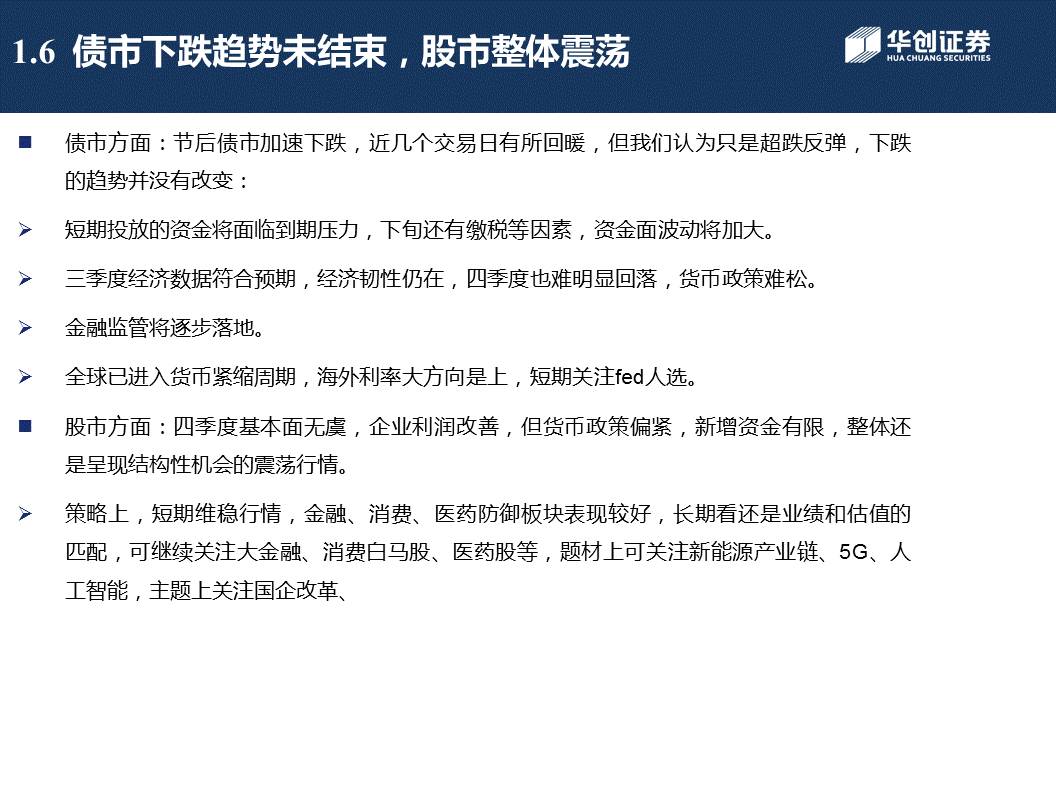 1.6 债市下跌趋势未结束，股市整体震荡
华创证券
HUA CHUANG SECURITIES
债市方面：节后债市加速下跌，近几个交易日有所回暖，但我们认为只是超跌反弹，下跌
的趋势并没有改变：
短期投放的资金将面临到期压力，下旬还有缴税等因素，资金面波动将加大。
三季度经济数据符合预期，经济韧性仍在，四季度也难明显回落，货币政策难松。
金融监管将逐步落地。
全球已进入货币紧缩周期，海外利率大方向是上，短期关注fed人选。
股市方面：四季度基本面无虞，企业利润改善，但货币政策偏紧，新增资金有限，整体还
是呈现结构性机会的震荡行情。
策略上，短期维稳行情，金融、消费、医药防御板块表现较好，长期看还是业绩和估值的
匹配，可继续关注大金融、消费白马股、医药股等，题材上可关注新能源产业链、5G、人
工智能，主题上关注国企改革、